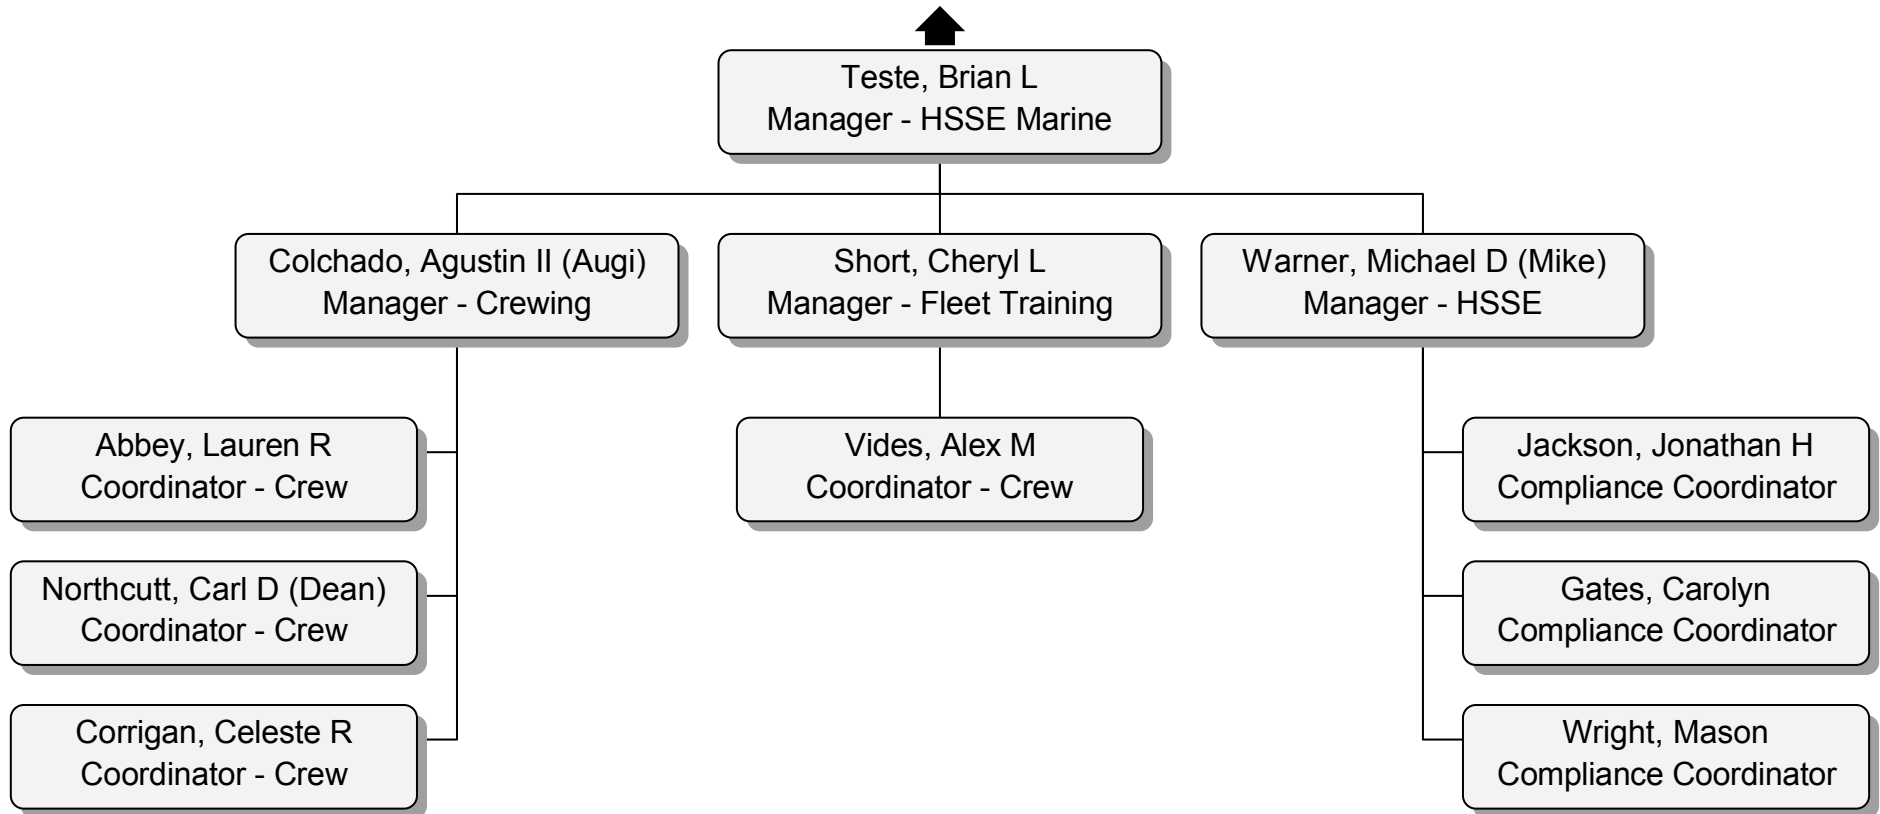 Teste, Brian L
Manager - HSSE Marine
Colchado, Agustin II (Augi)
Manager - Crewing
Short, Cheryl L
Manager - Fleet Training
Warner, Michael D (Mike)
Manager - HSSE
Abbey, Lauren R
Coordinator - Crew
Vides, Alex M
Coordinator - Crew
Jackson, Jonathan H
Compliance Coordinator
Northcutt, Carl D (Dean)
Coordinator - Crew
Gates, Carolyn
Compliance Coordinator
Corrigan, Celeste R
Coordinator - Crew
Wright, Mason
Compliance Coordinator